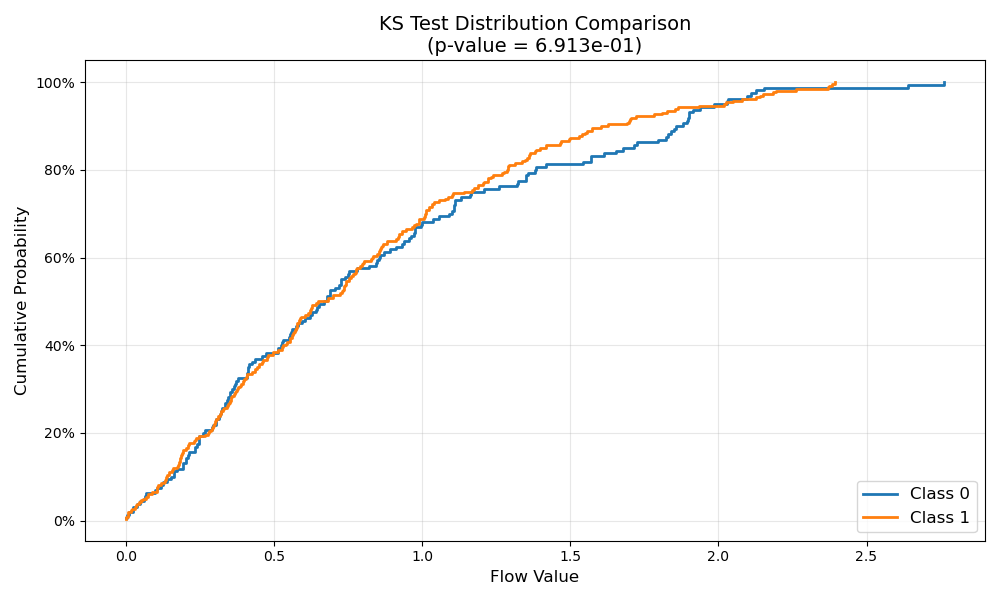 KS Test Distribution Comparison
(p-value = 6.913e-01)
Cumulative Probability
100%
80%
60%
40%
20%
0%
Class 0
Class 1
0.0 0.5 1.0 1.5 2.0 2.5
Flow Value